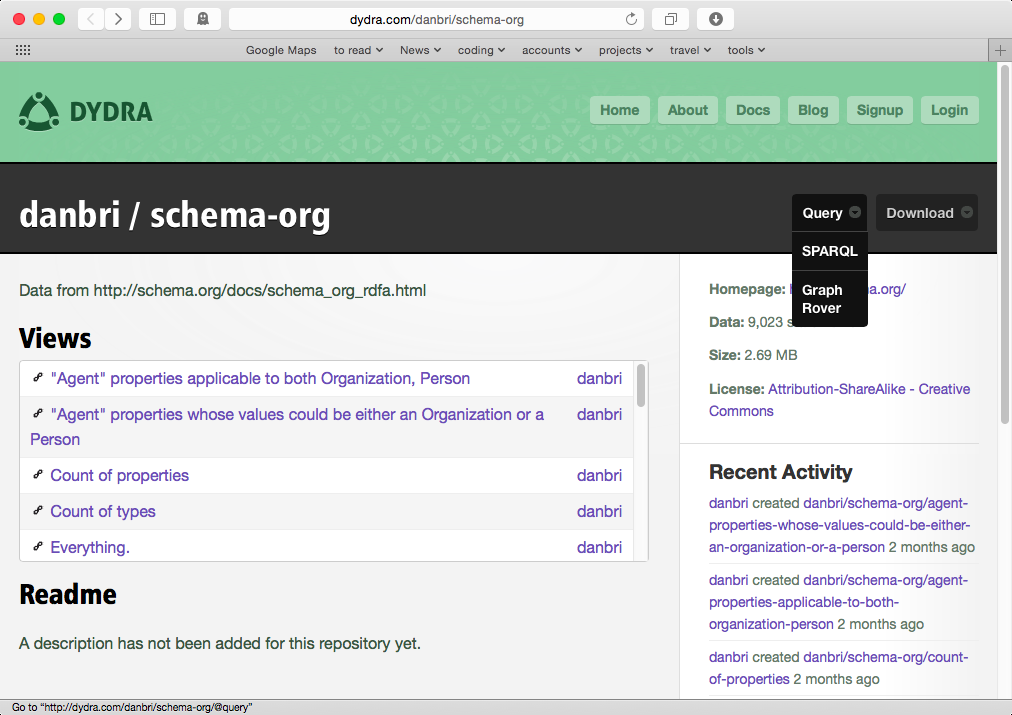 dydra.com/danbri/schema-org
Google Maps to read News coding accounts projects travel tools
DYDRA
Home About Docs Blog Signup Login
danbri / schema-org
Query Download
SPARQL
Graph
Rover
Data from http://schema.org/docs/schema_org_rdfa.html
Views
"Agent" properties applicable to both Organization, Person danbri
"Agent" properties whose values could be either an Organization or a danbri
Person
Count of properties danbri
Count of types danbri
Everything. danbri
Readme
A description has not been added for this repository yet.
Homepage: a.org/
Data: 9,023 s
Size: 2.69 MB
License: Attribution-ShareAlike - Creative
Commons
Recent Activity
danbri created danbri/schema-org/agent-
properties-whose-values-could-be-either-
an-organization-or-a-person 2 months ago
danbri created danbri/schema-org/agent-
properties-applicable-to-both-
organization-person 2 months ago
danbri created danbri/schema-org/count-
of-properties 2 months ago
Go to “http://dydra.com/danbri/schema-org/@query”